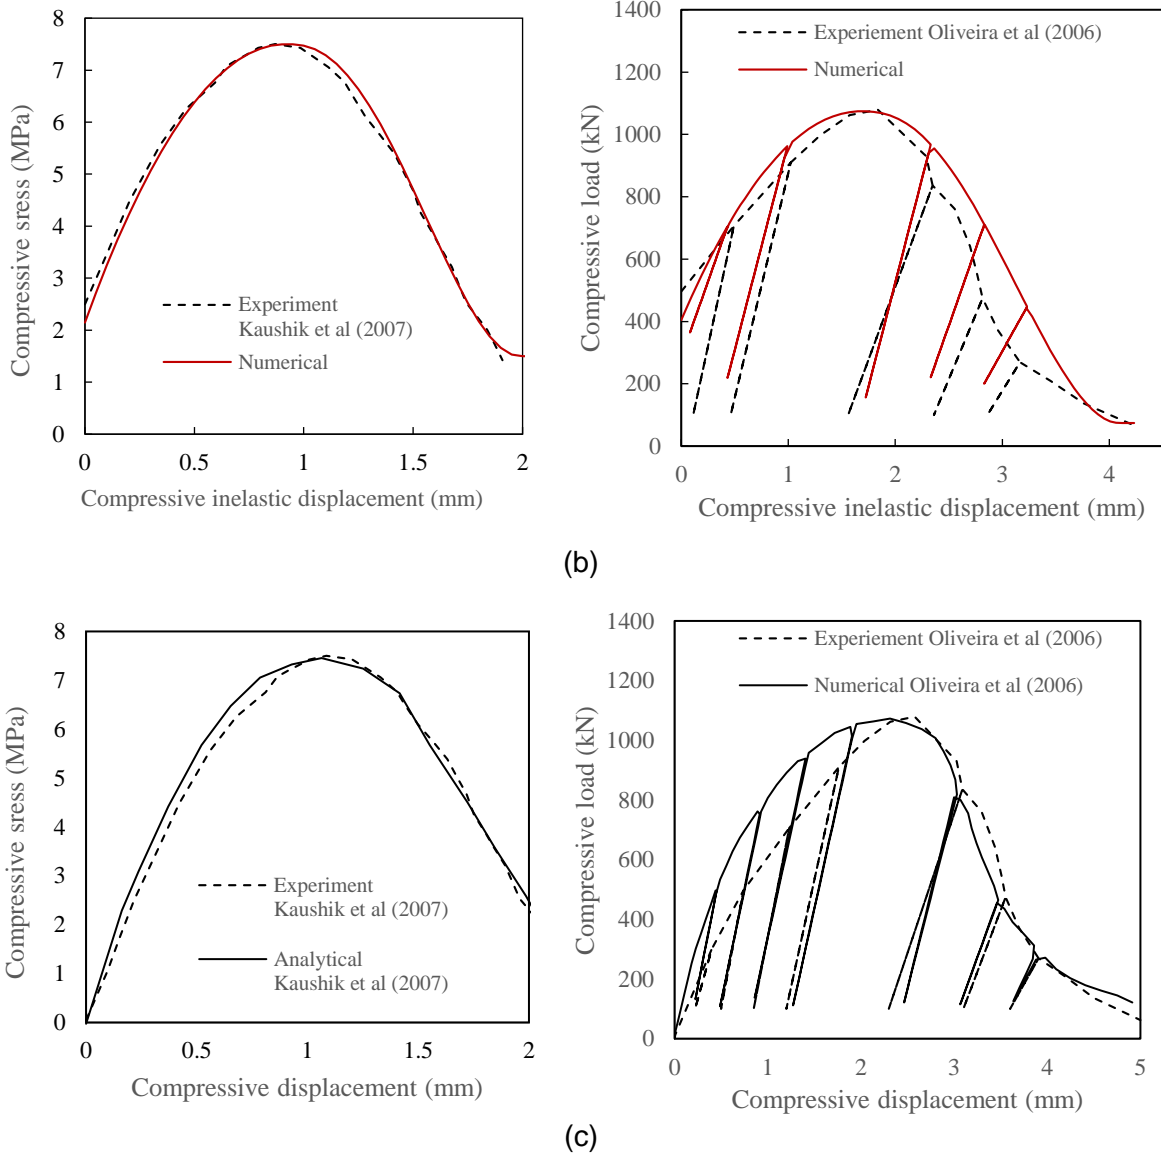 8
7
6
5
4
3
2
1
0
0
0.5
1
1.5
2
Compressive sress (MPa)
Compressive inelastic displacement (mm)
Experiment
Kaushik et al (2007)
Numerical
1400
1200
1000
800
600
400
200
0
0
1
2
3
4
Compressive load (kN)
Compressive inelastic displacement (mm)
Experiement Oliveira et al (2006)
Numerical
(b)
8
7
6
5
4
3
2
1
0
0
0.5
1
1.5
2
Compressive sress (MPa)
Compressive displacement (mm)
Experiment
Kaushik et al (2007)
Analytical
Kaushik et al (2007)
1400
1200
1000
800
600
400
200
0
0
1
2
3
4
5
Compressive load (kN)
Compressive displacement (mm)
Experiement Oliveira et al (2006)
Numerical Oliveira et al (2006)
(c)